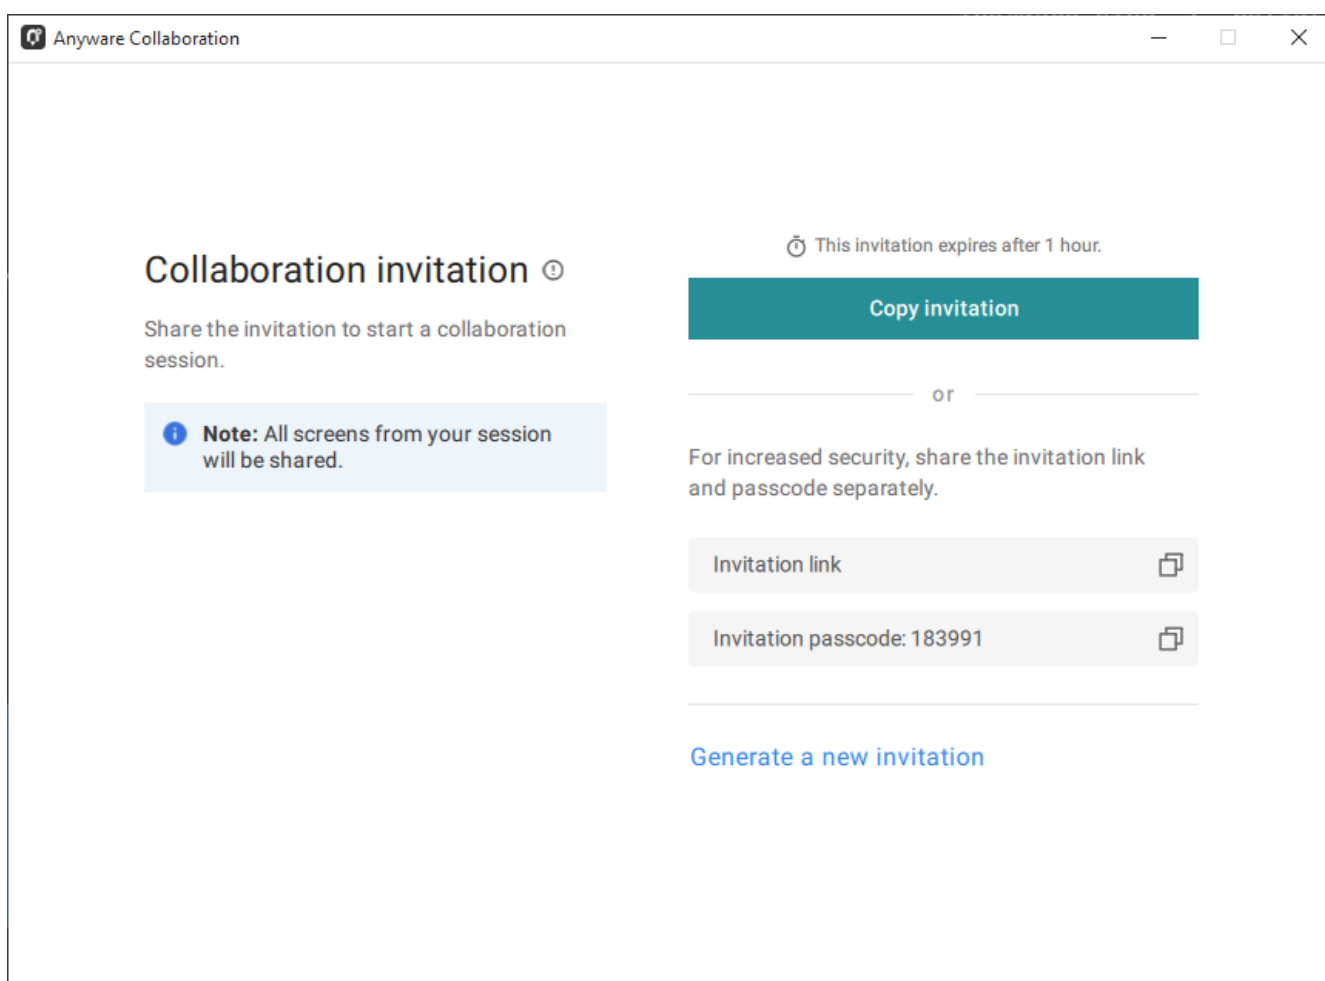 Anyware Collaboration
Collaboration invitation
Share the invitation to start a collaboration
session.
Note: All screens from your session
will be shared.
This invitation expires after 1 hour.
Copy invitation
or
For increased security, share the invitation link
and passcode separately.
Invitation link
Invitation passcode: 183991
Generate a new invitation